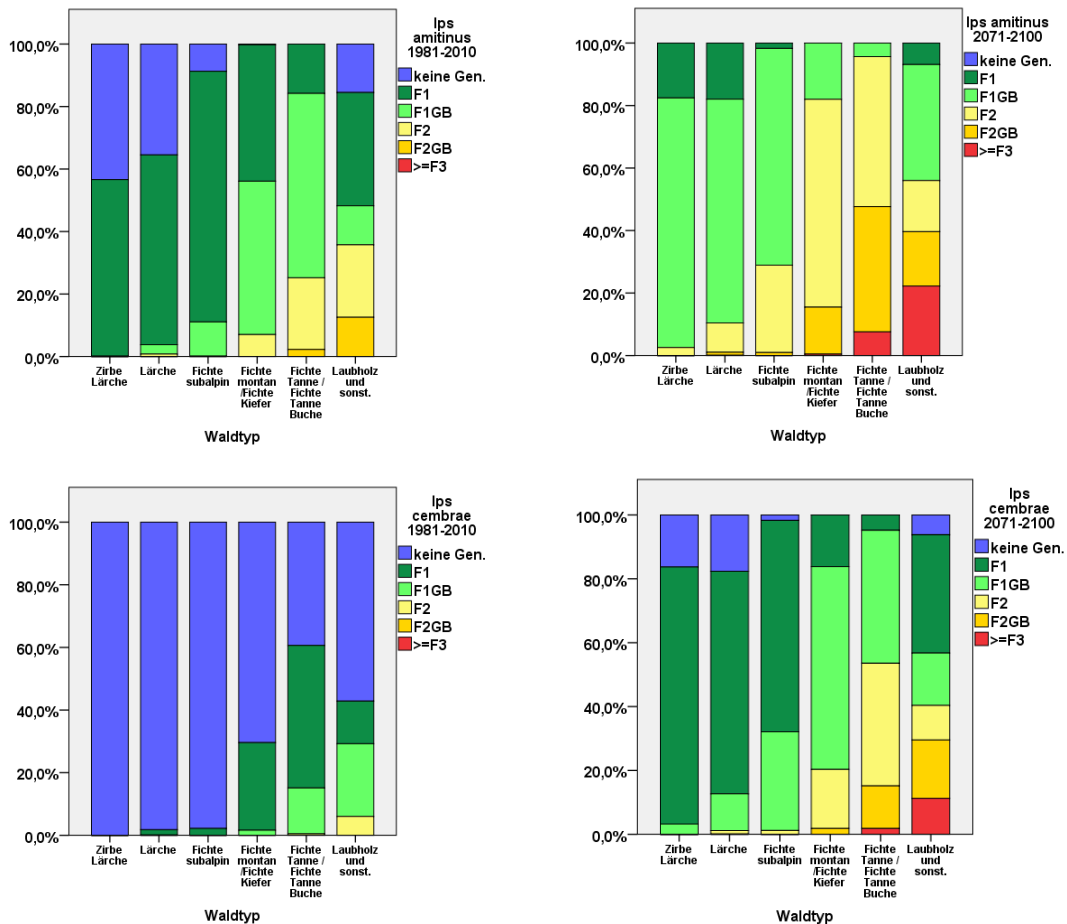 Ips
amitinus
1981-2010
keine Gen.
F1
F1GB
F2
F2GB
>=F3
100,0%
80,0%
60,0%
40,0%
20,0%
0,0%
Zirbe
Lärche
Lärche
Fichte
subalpin
Fichte
montan
/Fichte
Kiefer
Fichte
Tanne /
Fichte
Tanne
Buche
Laubholz
und
sonst.
Waldtyp
Ips amitinus
2071-2100
keine Gen.
F1
F1GB
F2
F2GB
>=F3
100,0%
80,0%
60,0%
40,0%
20,0%
0,0%
Zirbe
Lärche
Lärche
Fichte
subalpin
Fichte
montan
/Fichte
Kiefer
Fichte
Tanne /
Fichte
Tanne
Buche
Laubholz
und
sonst.
Waldtyp
Ips
cembrae
1981-2010
keine Gen.
F1
F1GB
F2
F2GB
>=F3
100,0%
80,0%
60,0%
40,0%
20,0%
0,0%
Zirbe
Lärche
Lärche
Fichte
subalpin
Fichte
montan
/Fichte
Kiefer
Fichte
Tanne /
Fichte
Tanne
Buche
Laubholz
und
sonst.
Waldtyp
Ips
cembrae
2071-2100
keine Gen.
F1
F1GB
F2
F2GB
>=F3
100,0%
80,0%
60,0%
40,0%
20,0%
0,0%
Zirbe
Lärche
Lärche
Fichte
subalpin
Fichte
montan
/Fichte
Kiefer
Fichte
Tanne /
Fichte
Tanne
Buche
Laubholz
und
sonst.
Waldtyp